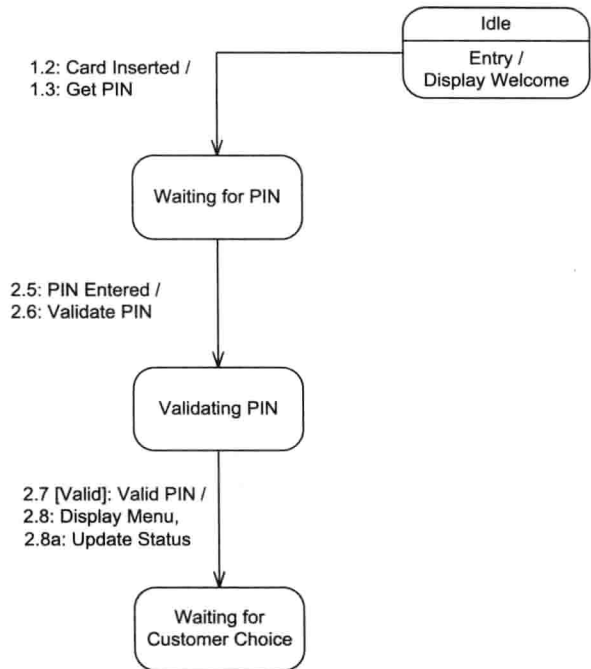 Idle
Entry /
Display Welcome
1.2: Card Inserted /
1.3: Get PIN
Waiting for PIN
2.5: PIN Entered /
2.6: Validate PIN
Validating PIN
2.7 [Valid]: Valid PIN /
2.8: Display Menu,
2.8a: Update Status
Waiting for
Customer Choice